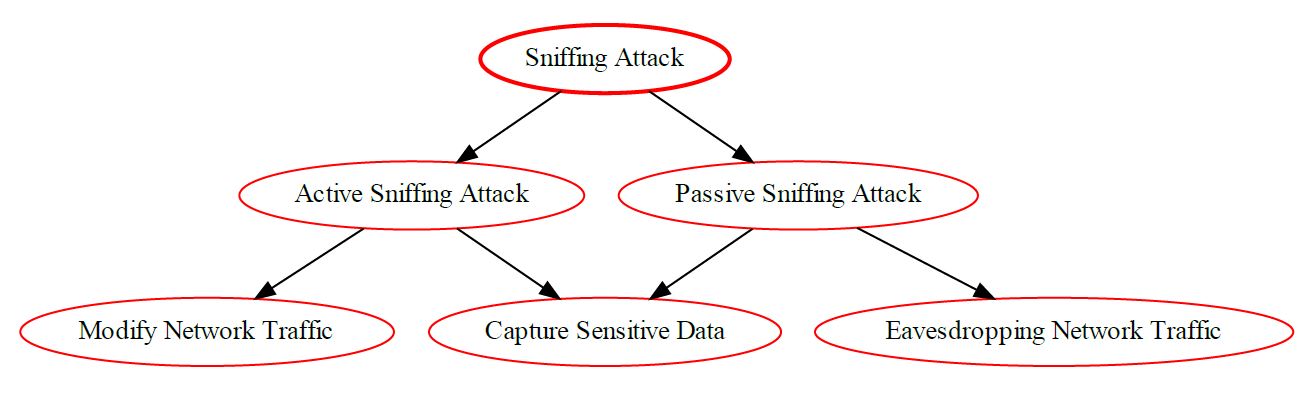 Sniffing Attack
Active Sniffing Attack
Passive Sniffing Attack
Modify Network Traffic
Capture Sensitive Data
Eavesdropping Network Traffic